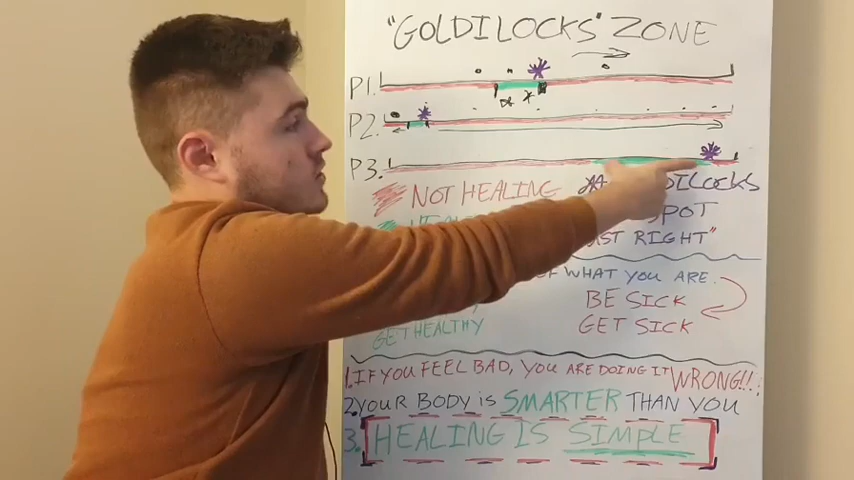 "GOLDILOCKS" ZONE
P1.
P2.
P3.
NOT HEALING
SPOT
RIGHT"
OF WHAT YOU ARE.
BE SICK
GET SICK
GET HEALTHY
1. IF YOU FEEL BAD, YOU ARE DOING IT WRONG!!!
2. YOUR BODY IS SMARTER THAN YOU
3. HEALING IS SIMPLE